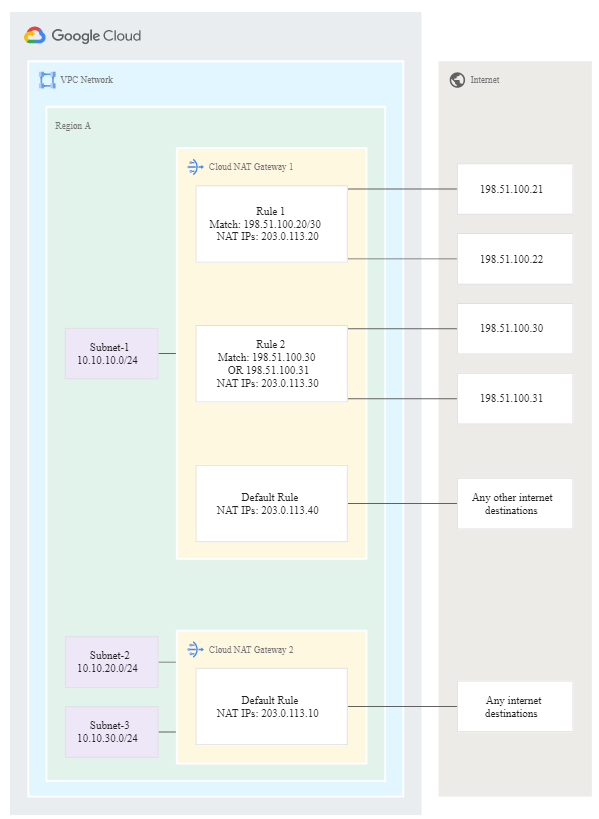 Google Cloud
VPC Network
Internet
Region A
Cloud NAT Gateway 1
Rule 1
Match: 198.51.100.20/30
NAT IPs: 203.0.113.20
198.51.100.21
198.51.100.22
Subnet-1
10.10.10.0/24
Rule 2
Match: 198.51.100.30
OR 198.51.100.31
NAT IPs: 203.0.113.30
198.51.100.30
198.51.100.31
Default Rule
NAT IPs: 203.0.113.40
Any other internet
destinations
Subnet-2
10.10.20.0/24
Subnet-3
10.10.30.0/24
Cloud NAT Gateway 2
Default Rule
NAT IPs: 203.0.113.10
Any internet
destinations